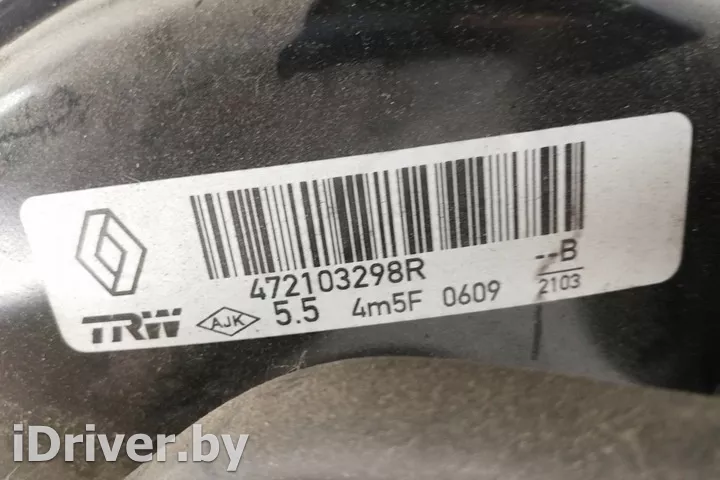 472103298R
--B
2103
TRW AJK 5.5 4m5F 0609
iDriver.by